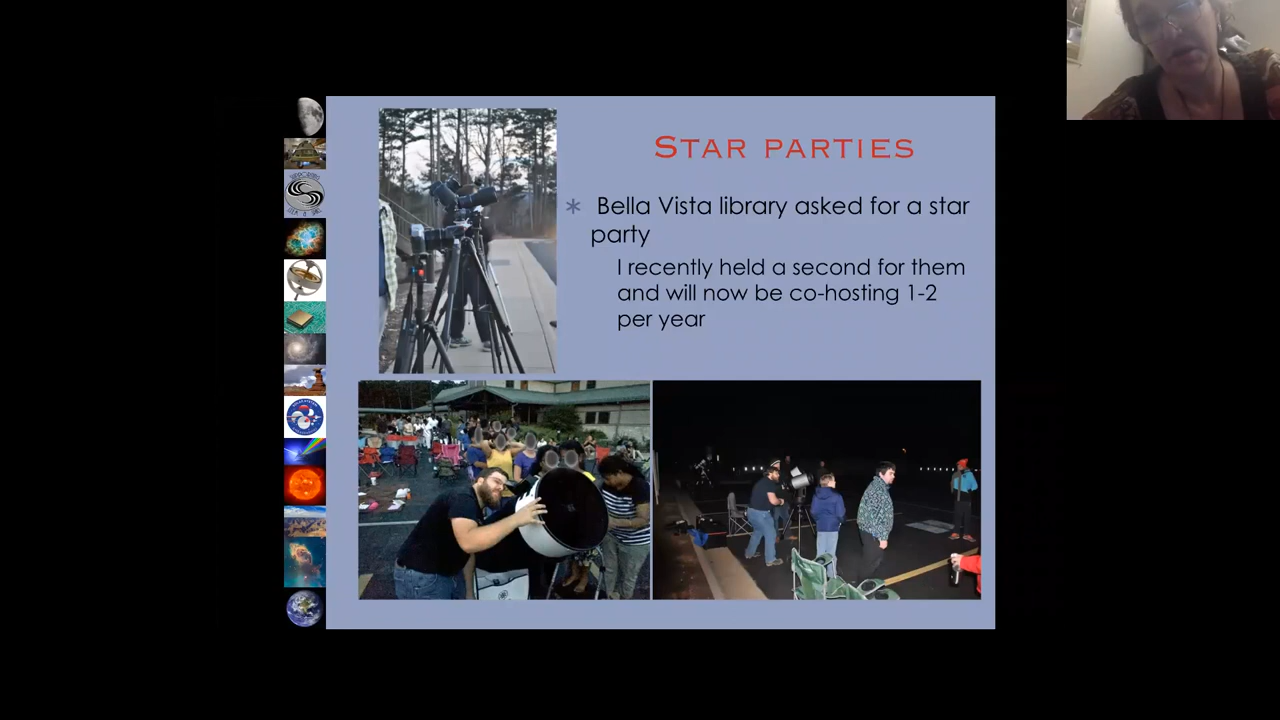 STAR PARTIES
Bella Vista library asked for a star
party
I recently held a second for them
and will now be co-hosting 1-2
per year